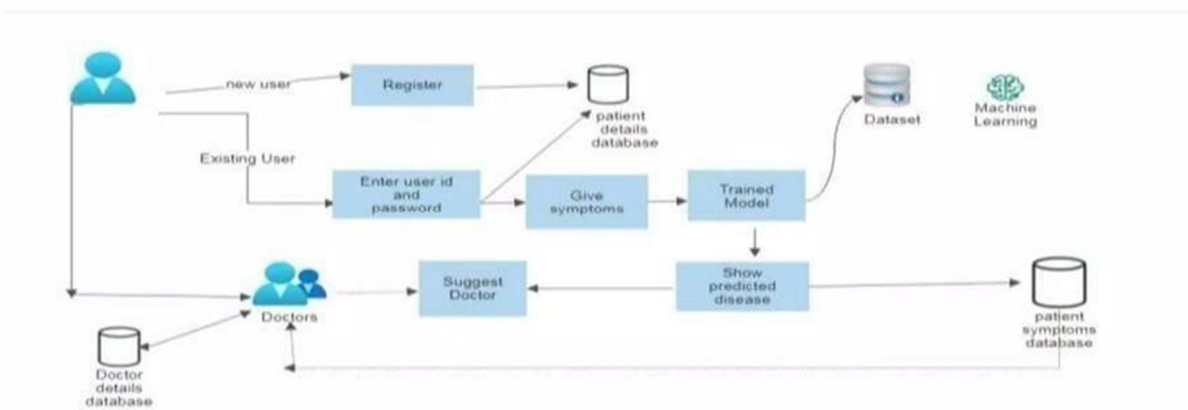 new user
Register
patient
details
database
Dataset
Machine
Learning
Existing User
Enter user id
and
password
Give
symptoms
Trained
Model
Doctors
Suggest
Doctor
Show
predicted
disease
patient
symptoms
database
Doctor
details
database